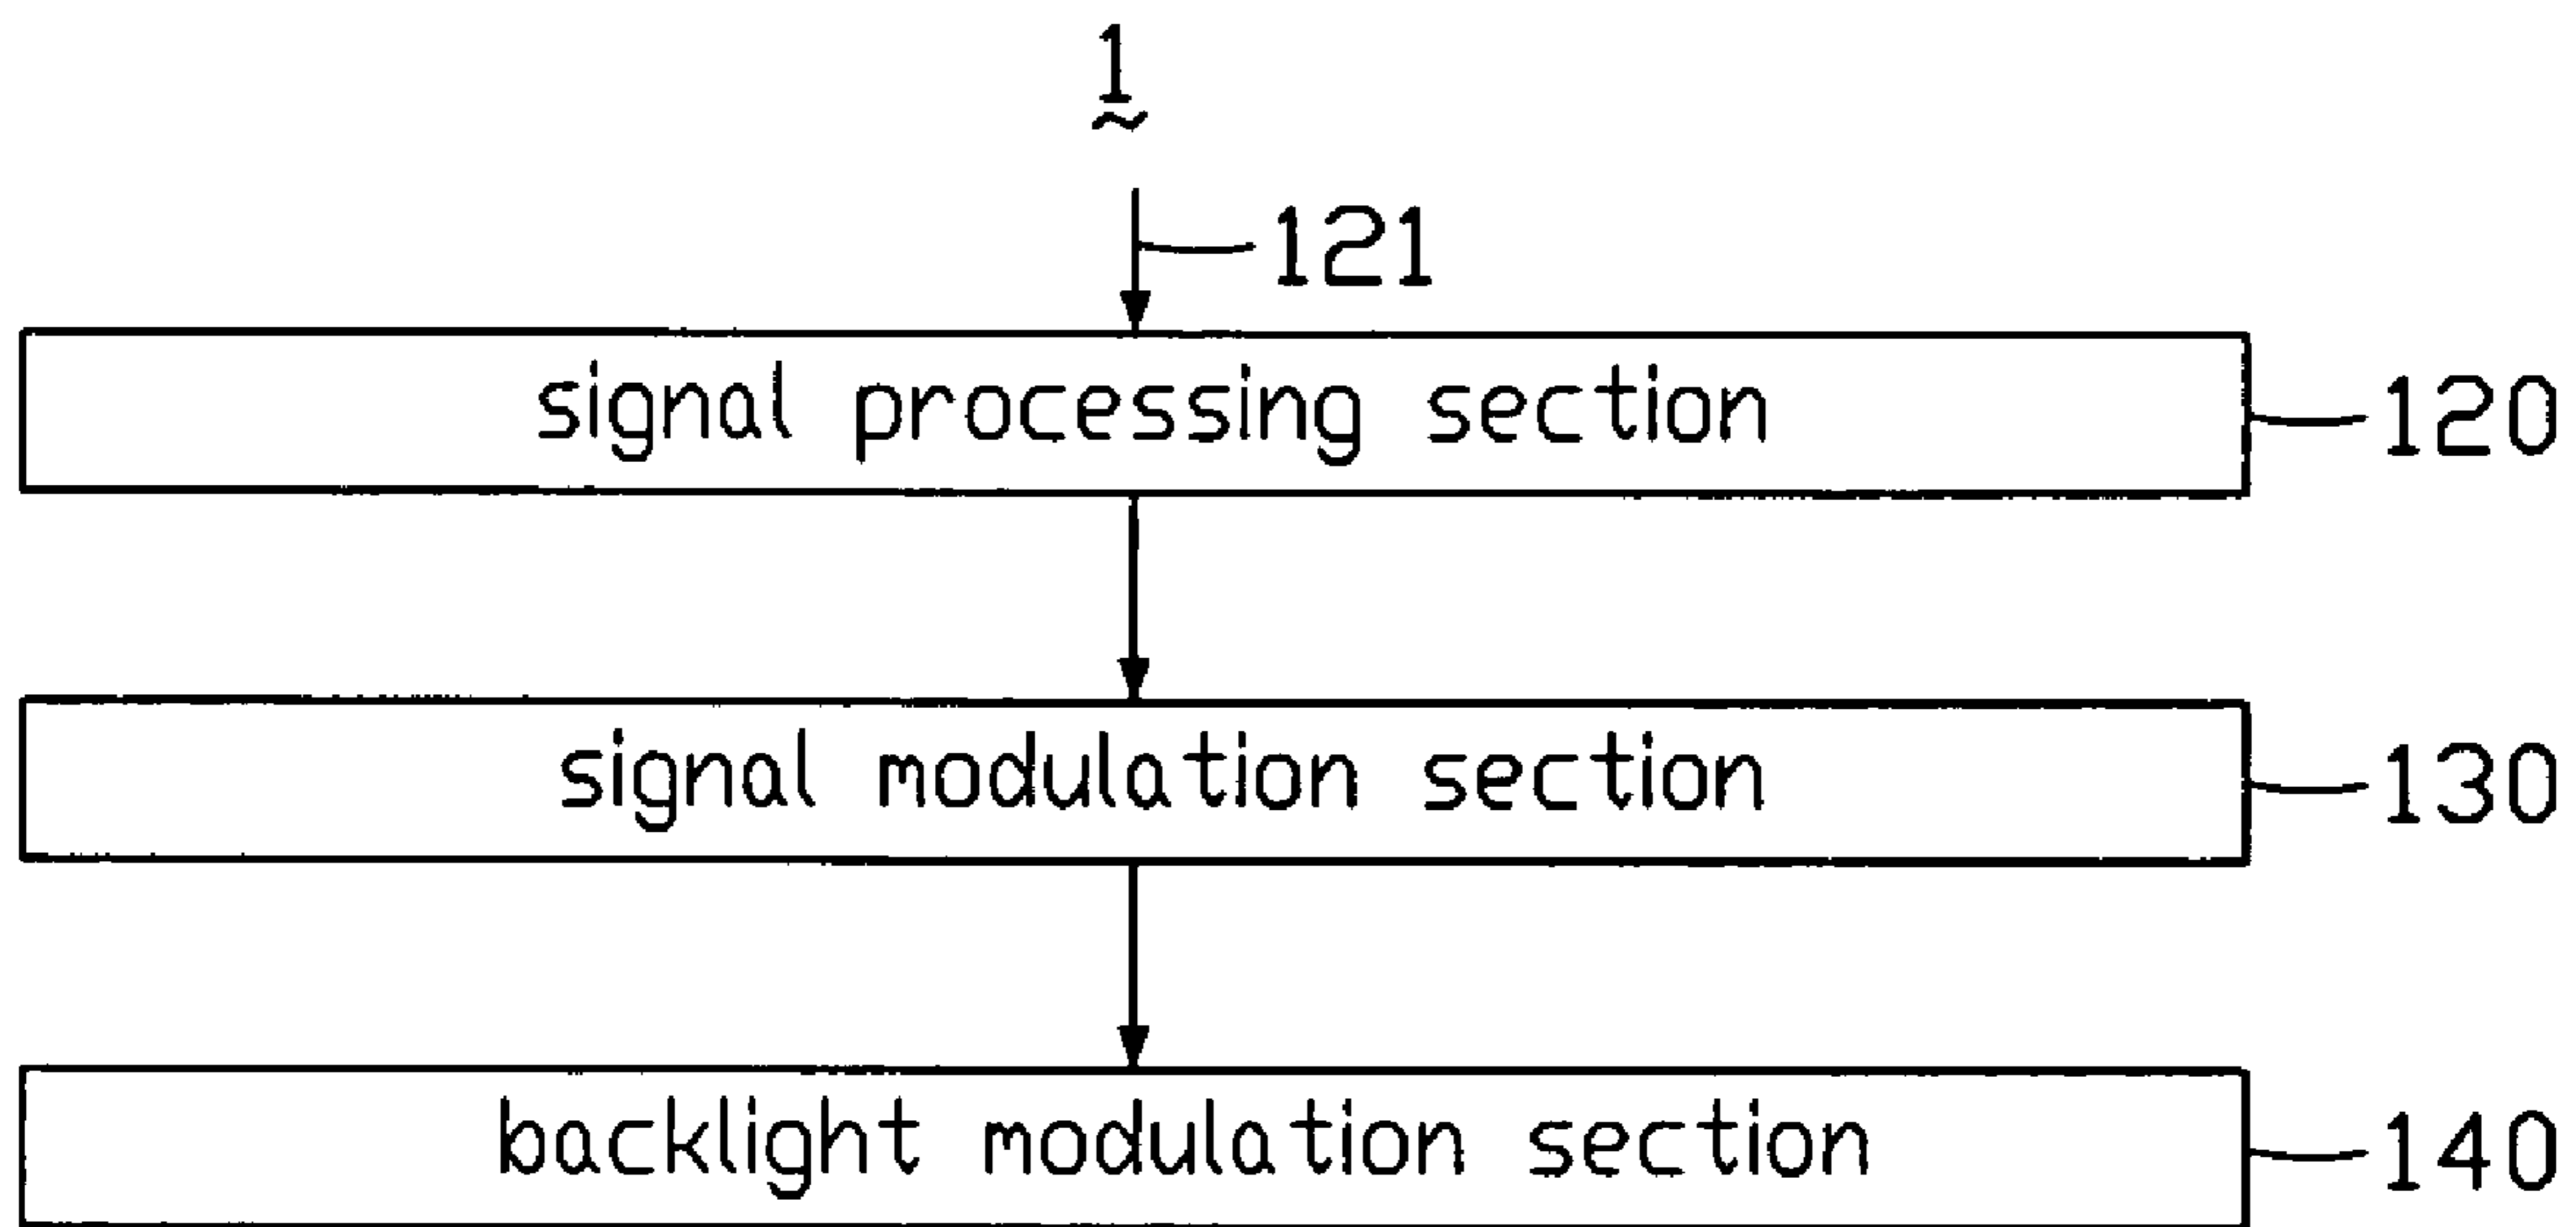 1
121
signal processing section 120
signal modulation section 130
backlight modulation section 140